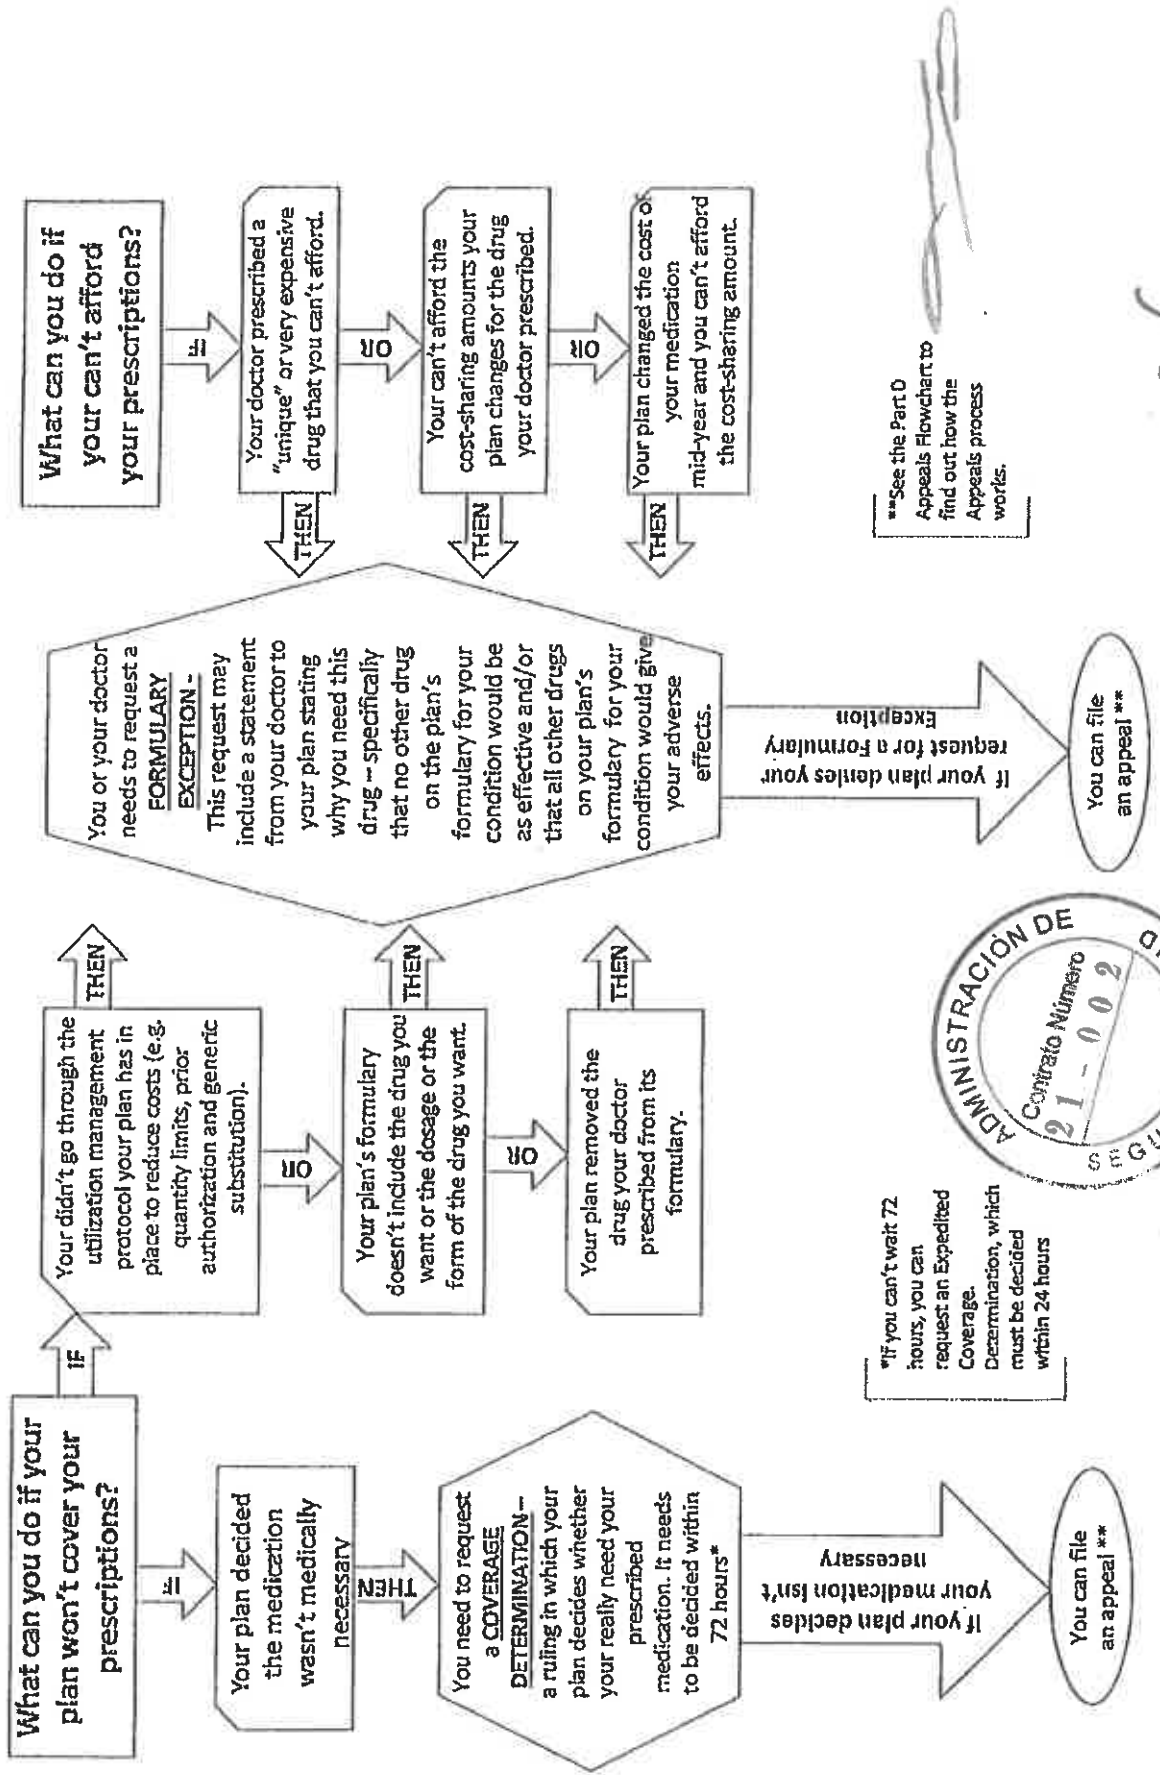 What can you do if your
plan won't cover your
prescriptions?
IF
Your plan decided
the medication
wasn't medically
necessary
THEN
You need to request
a COVERAGE
DETERMINATION –
a ruling in which your
plan decides whether
your really need your
prescribed
medication. It needs
to be decided within
72 hours*
If your plan decides
your medication isn't
necessary
You can file
an appeal **
IF
Your didn't go through the
utilization management
protocol your plan has in
place to reduce costs (e.g.
quantity limits, prior
authorization and generic
substitution).
THEN
OR
Your plan's formulary
doesn't include the drug you
want or the dosage or the
form of the drug you want.
THEN
OR
Your plan removed the
drug your doctor
prescribed from its
formulary.
THEN
*If you can't wait 72
hours, you can
request an Expedited
Coverage.
Determination, which
must be decided
within 24 hours
ADMINISTRACIÓN DE
Contrato Número
21-002
You or your doctor
needs to request a
FORMULARY
EXCEPTION -
This request may
include a statement
from your doctor to
your plan stating
why you need this
drug – specifically
that no other drug
on the plan's
formulary for your
condition would be
as effective and/or
that all other drugs
on your plan's
formulary for your
condition would give
your adverse
effects.
If your plan denies your
request for a Formulary
Exception
You can file
an appeal **
What can you do if
your can't afford
your prescriptions?
IF
Your doctor prescribed a
"unique" or very expensive
drug that you can't afford.
THEN
OR
Your can't afford the
cost-sharing amounts your
plan changes for the drug
your doctor prescribed.
THEN
OR
Your plan changed the cost of
your medication
mid-year and you can't afford
the cost-sharing amount.
THEN
**See the Part D
Appeals Flowchart to
find out how the
Appeals process
works.